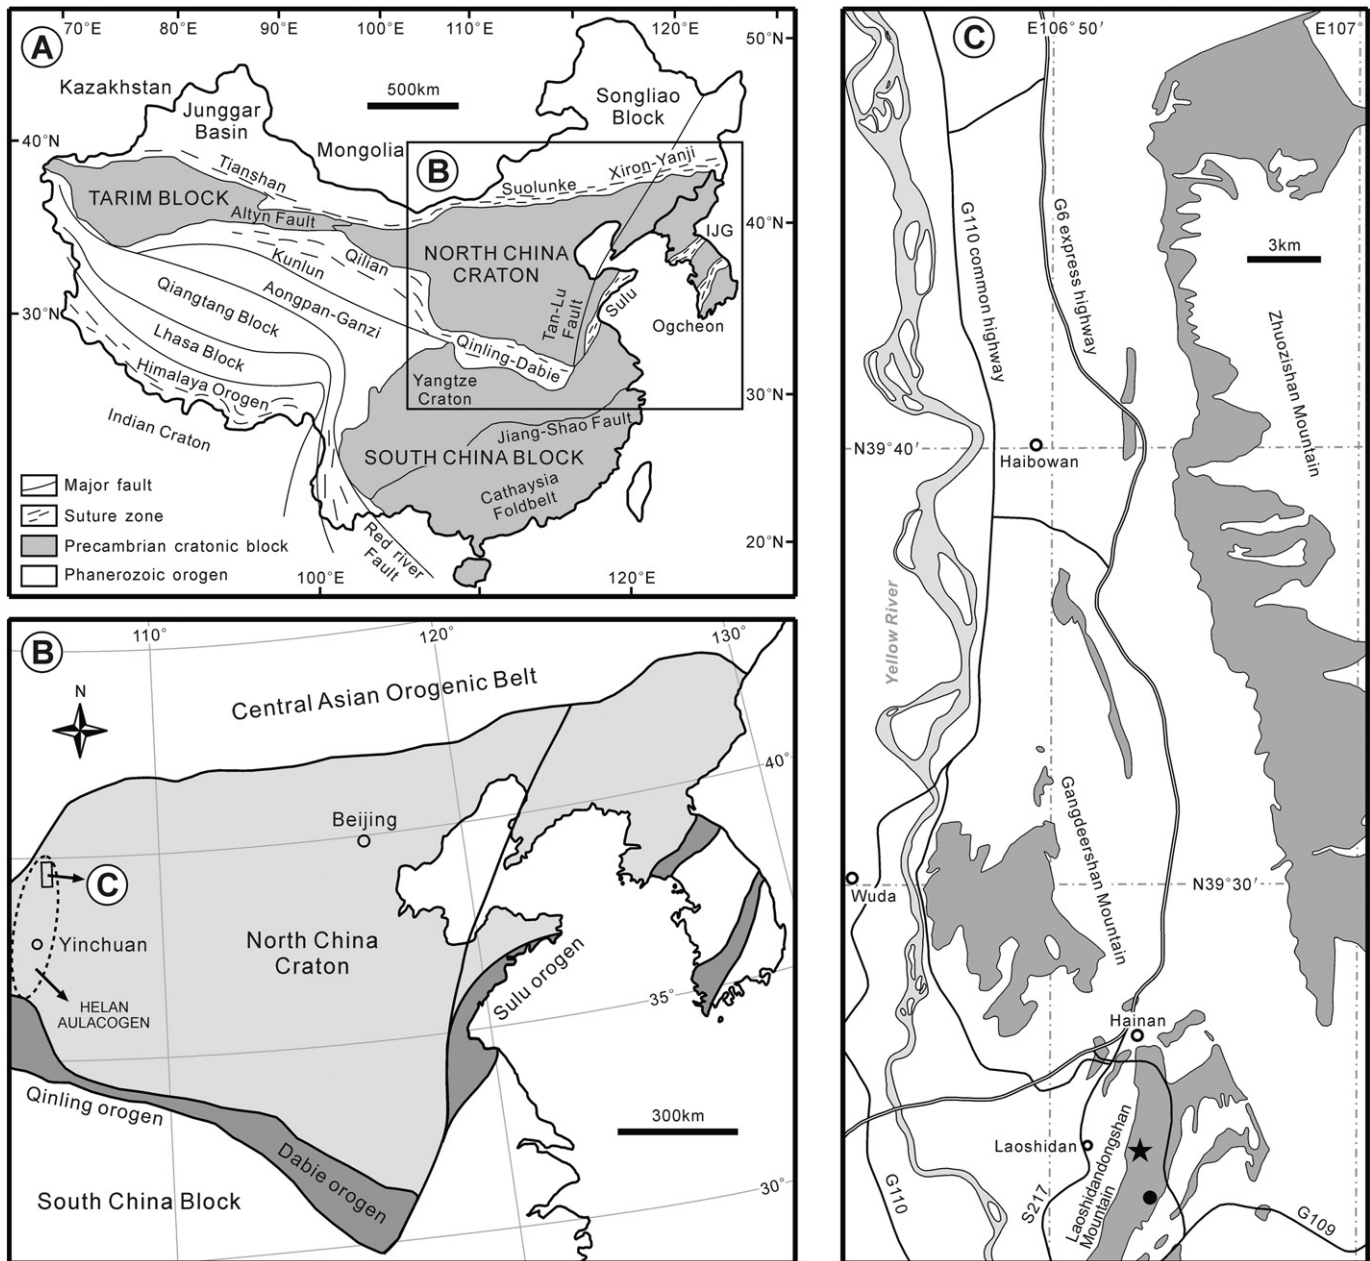 70°E
80°E
90°E
100°E
110°E
120°E
50°N
A
Kazakhstan
Junggar
Basin
500km
Songliao
Block
40°N
Mongolia
B
Tianshan
Suolunke
Xiron-Yanji
TARIM BLOCK
Altyn Fault
40°N
IJG
NORTH CHINA
CRATON
Qilian
Kunlun
Aongpan-Ganzi
Qiangtang Block
30°N
Lhasa Block
Himalaya Orogen
Indian Craton
Tan-Lu
Fault
Sulu
Ogcheon
Qinling-Dabie
Yangtze
Craton
30°N
Jiang-Shao Fault
SOUTH CHINA BLOCK
Cathaysia
Foldbelt
Red river
Fault
20°N
Major fault
Suture zone
Precambrian cratonic block
Phanerozoic orogen
100°E
120°E
B
110°
120°
130°
N
Central Asian Orogenic Belt
40°
Beijing
C
Yinchuan
North China
Craton
HELAN
AULACOGEN
Sulu orogen
35°
Qinling orogen
300km
Dabie orogen
South China Block
30°
C
E106°50′
E107°
G110 common highway
G6 express highway
3km
Zhuozishan Mountain
N39°40′
Haibowan
Yellow River
Gangdeershan Mountain
Wuda
N39°30′
Hainan
Laoshidan
Laoshidandongshan
Mountain
G110
S217
G109